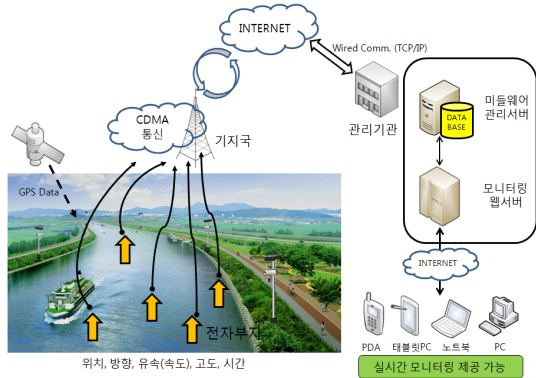 INTERNET
Wired Comm. (TCP/IP)
CDMA
통신
기지국
관리기관
미들웨어
관리서버
DATA
BASE
모니터링
웹서버
GPS Data
INTERNET
전자부자
PDA 태블릿PC 노트북 PC
위치, 방향, 유속(속도), 고도, 시간
실시간 모니터링 제공 가능